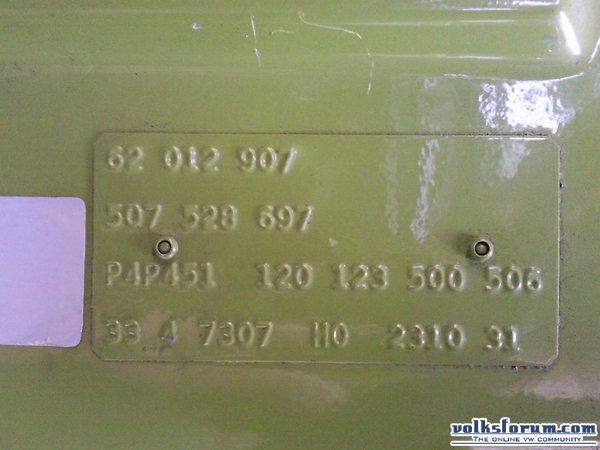 62 012 907
507 528 697
P4P451 120 123 500 506
33 4 7307 H0 2310 31
volksforum.com
THE ONLINE VW COMMUNITY